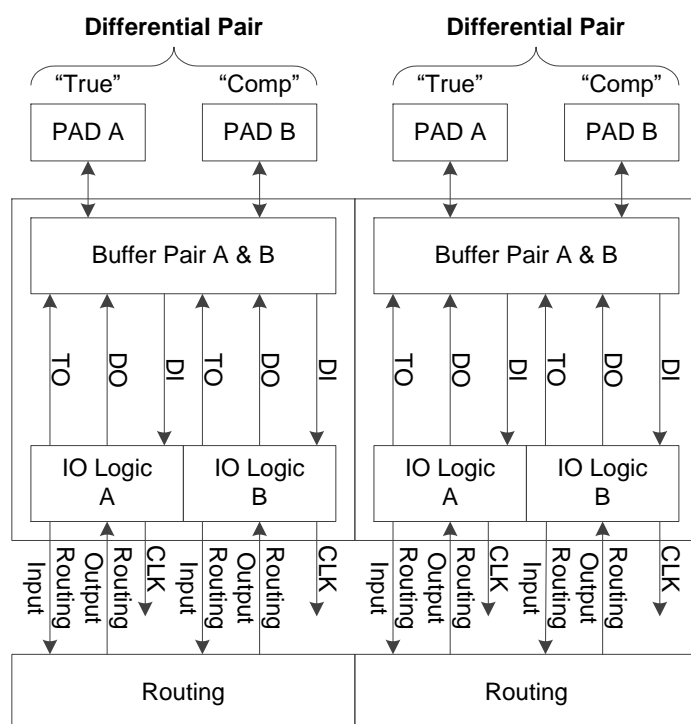 Differential Pair Differential Pair
“True” “Comp” “True” “Comp”
PAD A PAD B PAD A PAD B
Buffer Pair A & B Buffer Pair A & B
TO DO DI TO DO DI TO DO DI TO DO DI
IO Logic A IO Logic B IO Logic A IO Logic B
Routing Input Routing Output CLK Routing Input Routing Output CLK Routing Input Routing Output CLK Routing Input Routing Output CLK
Routing Routing